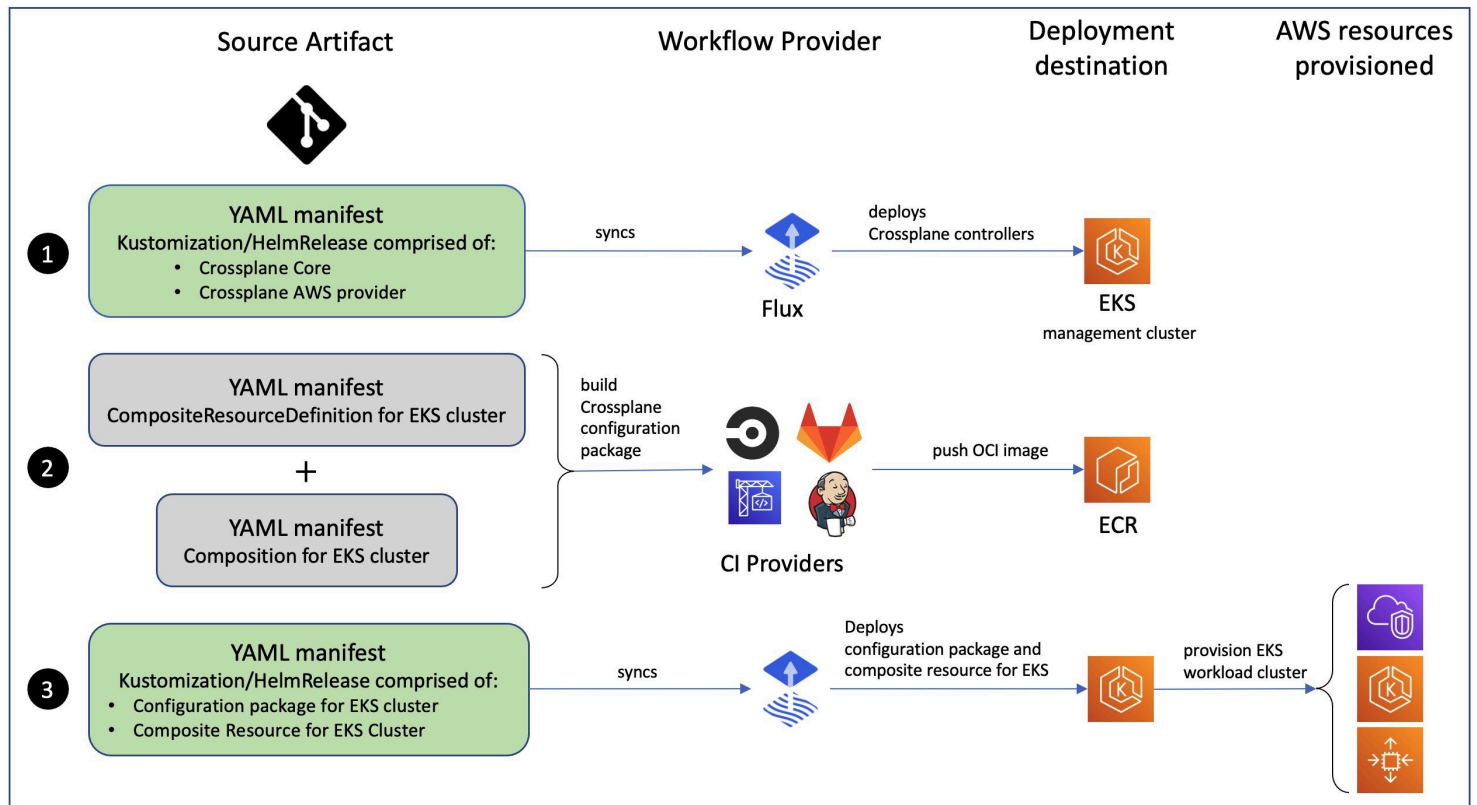 Source Artifact
Workflow Provider
Deployment
destination
AWS resources
provisioned
1
YAML manifest
Kustomization/HelmRelease comprised of:
• Crossplane Core
• Crossplane AWS provider
syncs
Flux
deploys
Crossplane controllers
EKS
management cluster
2
YAML manifest
CompositeResourceDefinition for EKS cluster
+
YAML manifest
Composition for EKS cluster
build
Crossplane
configuration
package
CI Providers
push OCI image
ECR
3
YAML manifest
Kustomization/HelmRelease comprised of:
• Configuration package for EKS cluster
• Composite Resource for EKS Cluster
syncs
Deploys
configuration package and
composite resource for EKS
provision EKS
workload cluster